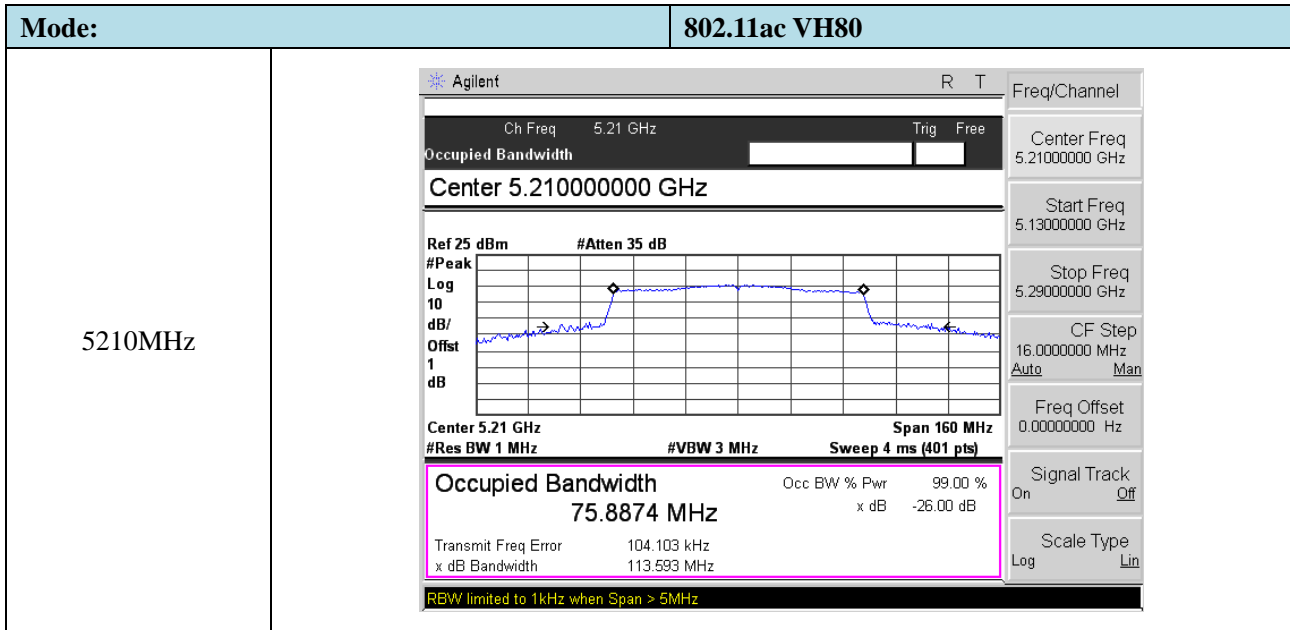 Mode: 802.11ac VH80
5210MHz
Agilent R T
Ch Freq 5.21 GHz Trig Free
Occupied Bandwidth
Center 5.210000000 GHz
Ref 25 dBm #Atten 35 dB
#Peak
Log
10
dB/
Offst
1
dB
Center 5.21 GHz Span 160 MHz
#Res BW 1 MHz #VBW 3 MHz Sweep 4 ms (401 pts)
Occupied Bandwidth Occ BW % Pwr 99.00 %
75.8874 MHz x dB -26.00 dB
Transmit Freq Error 104.103 kHz
x dB Bandwidth 113.593 MHz
RBW limited to 1kHz when Span > 5MHz
Freq/Channel
Center Freq
5.21000000 GHz
Start Freq
5.13000000 GHz
Stop Freq
5.29000000 GHz
CF Step
16.0000000 MHz
Auto Man
Freq Offset
0.00000000 Hz
Signal Track
On Off
Scale Type
Log Lin